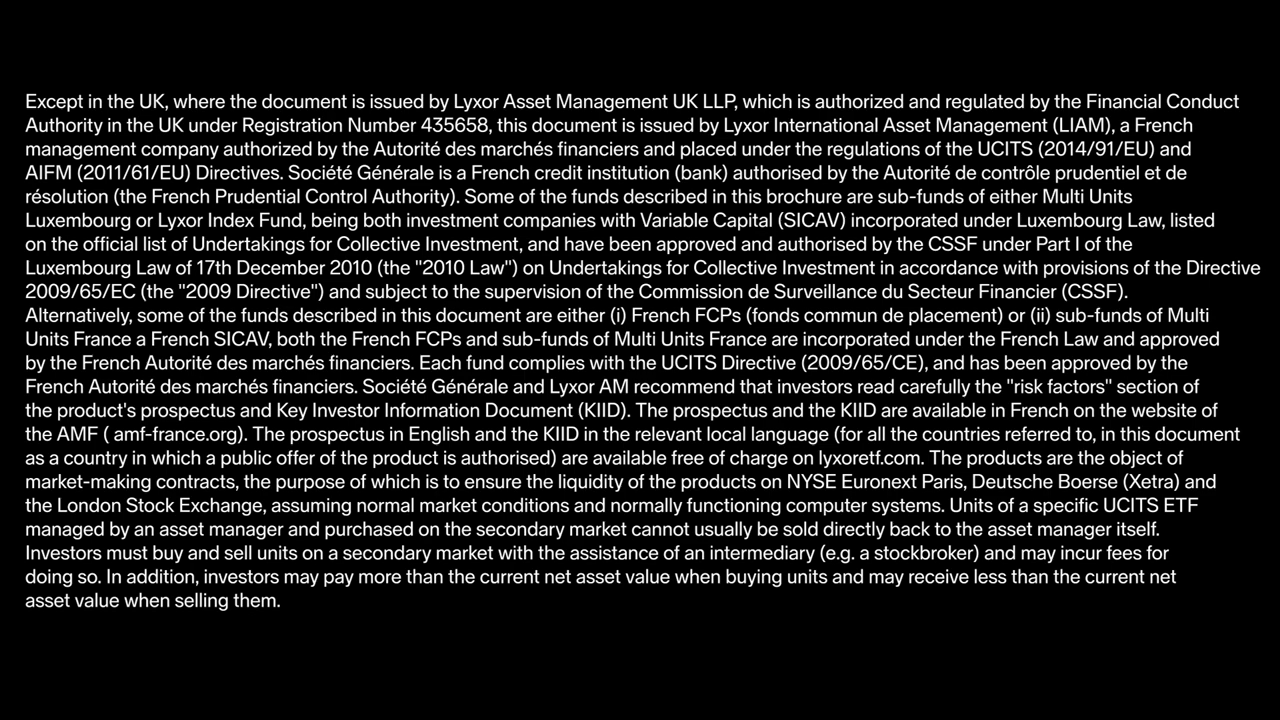 Except in the UK, where the document is issued by Lyxor Asset Management UK LLP, which is authorized and regulated by the Financial Conduct
Authority in the UK under Registration Number 435658, this document is issued by Lyxor International Asset Management (LIAM), a French
management company authorized by the Autorité des marchés financiers and placed under the regulations of the UCITS (2014/91/EU) and
AIFM (2011/61/EU) Directives. Société Générale is a French credit institution (bank) authorised by the Autorité de contrôle prudentiel et de
résolution (the French Prudential Control Authority). Some of the funds described in this brochure are sub-funds of either Multi Units
Luxembourg or Lyxor Index Fund, being both investment companies with Variable Capital (SICAV) incorporated under Luxembourg Law, listed
on the official list of Undertakings for Collective Investment, and have been approved and authorised by the CSSF under Part I of the
Luxembourg Law of 17th December 2010 (the "2010 Law") on Undertakings for Collective Investment in accordance with provisions of the Directive
2009/65/EC (the "2009 Directive") and subject to the supervision of the Commission de Surveillance du Secteur Financier (CSSF).
Alternatively, some of the funds described in this document are either (i) French FCPs (fonds commun de placement) or (ii) sub-funds of Multi
Units France a French SICAV, both the French FCPs and sub-funds of Multi Units France are incorporated under the French Law and approved
by the French Autorité des marchés financiers. Each fund complies with the UCITS Directive (2009/65/CE), and has been approved by the
French Autorité des marchés financiers. Société Générale and Lyxor AM recommend that investors read carefully the "risk factors" section of
the product's prospectus and Key Investor Information Document (KIID). The prospectus and the KIID are available in French on the website of
the AMF ( amf-france.org). The prospectus in English and the KIID in the relevant local language (for all the countries referred to, in this document
as a country in which a public offer of the product is authorised) are available free of charge on lyxoretf.com. The products are the object of
market-making contracts, the purpose of which is to ensure the liquidity of the products on NYSE Euronext Paris, Deutsche Boerse (Xetra) and
the London Stock Exchange, assuming normal market conditions and normally functioning computer systems. Units of a specific UCITS ETF
managed by an asset manager and purchased on the secondary market cannot usually be sold directly back to the asset manager itself.
Investors must buy and sell units on a secondary market with the assistance of an intermediary (e.g. a stockbroker) and may incur fees for
doing so. In addition, investors may pay more than the current net asset value when buying units and may receive less than the current net
asset value when selling them.